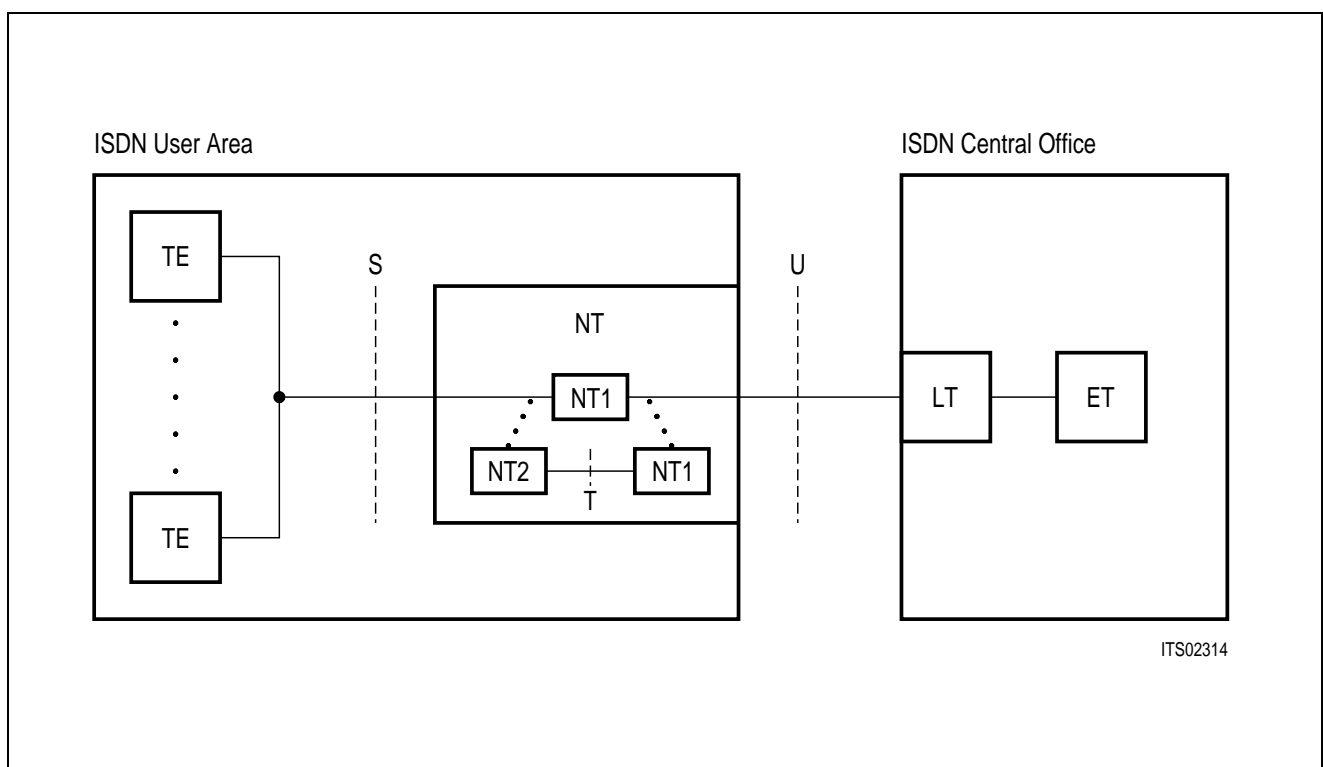 ISDN User Area
ISDN Central Office
TE
S
U
NT
NT1
LT
ET
NT2
T
NT1
TE
ITS02314